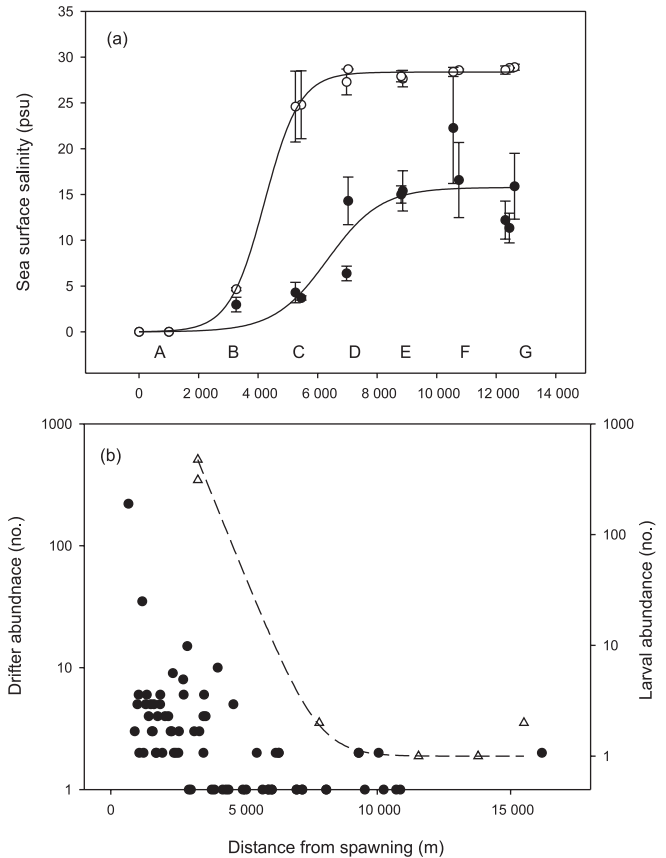 (a)
Sea surface salinity (psu)
35
30
25
20
15
10
5
0
A B C D E F G
0 2 000 4 000 6 000 8 000 10 000 12 000 14 000
(b)
Drifter abundnace (no.)
1000
100
10
1
Larval abundance (no.)
1000
100
10
1
0 5 000 10 000 15 000
Distance from spawning (m)